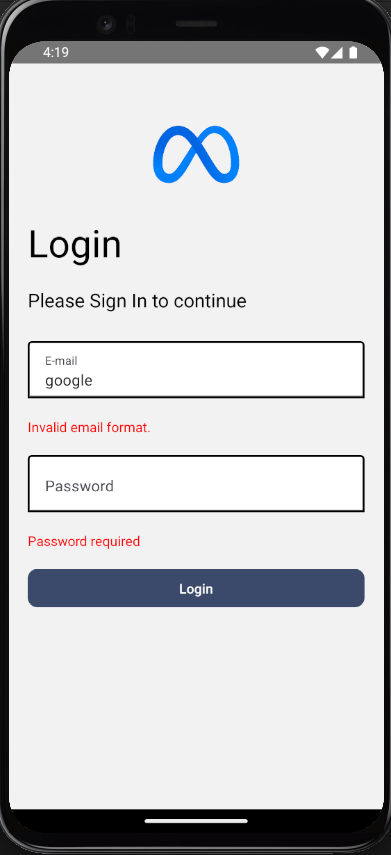 4:19
Login
Please Sign In to continue
E-mail
google
Invalid email format.
Password
Password required
Login